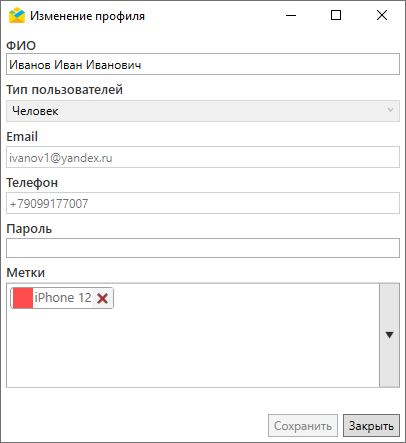 Изменение профиля
ФИО
Иванов Иван Иванович
Тип пользователей
Человек
Email
ivanov1@yandex.ru
Телефон
+79099177007
Пароль
Метки
iPhone 12
Сохранить
Закрыть